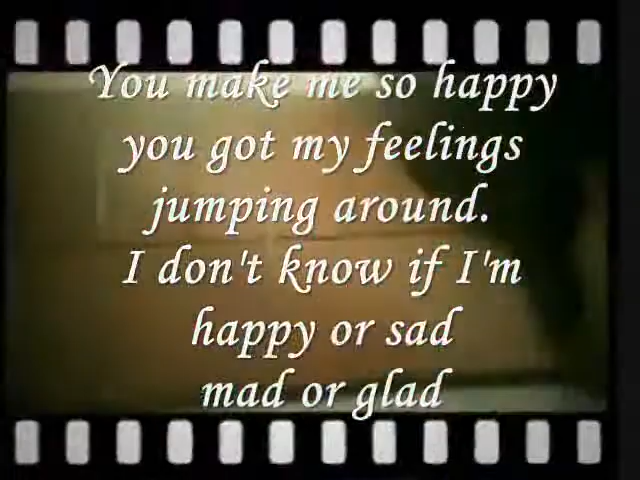 You make me so happy
you got my feelings
jumping around.
I don't know if I'm
happy or sad
mad or glad